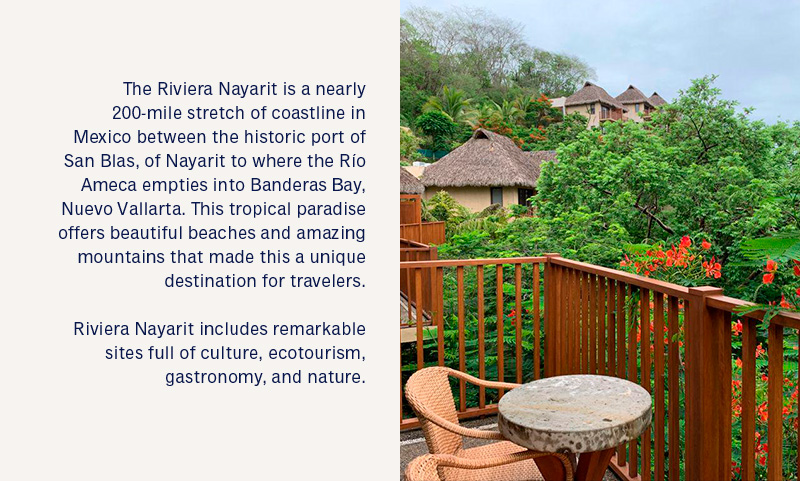 The Riviera Nayarit is a nearly
200-mile stretch of coastline in
Mexico between the historic port of
San Blas, of Nayarit to where the Río
Ameca empties into Banderas Bay,
Nuevo Vallarta. This tropical paradise
offers beautiful beaches and amazing
mountains that made this a unique
destination for travelers.
Riviera Nayarit includes remarkable
sites full of culture, ecotourism,
gastronomy, and nature.